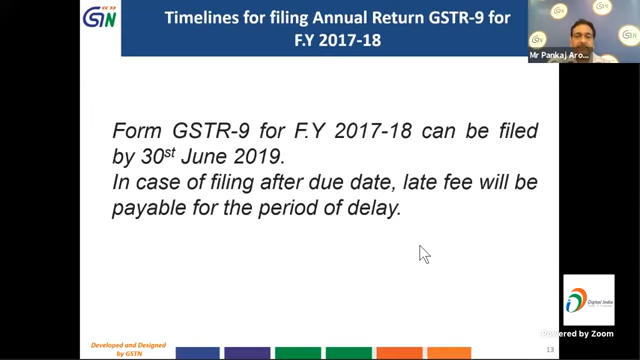 GSTN
Timelines for filing Annual Return GSTR-9 for
F.Y 2017-18
Mr Pankaj Aro...
Form GSTR-9 for F.Y 2017-18 can be filed
by 30st June 2019.
In case of filing after due date, late fee will be
payable for the period of delay.
Digital India
Powered by Zoom
Developed and Designed
by GSTN
13